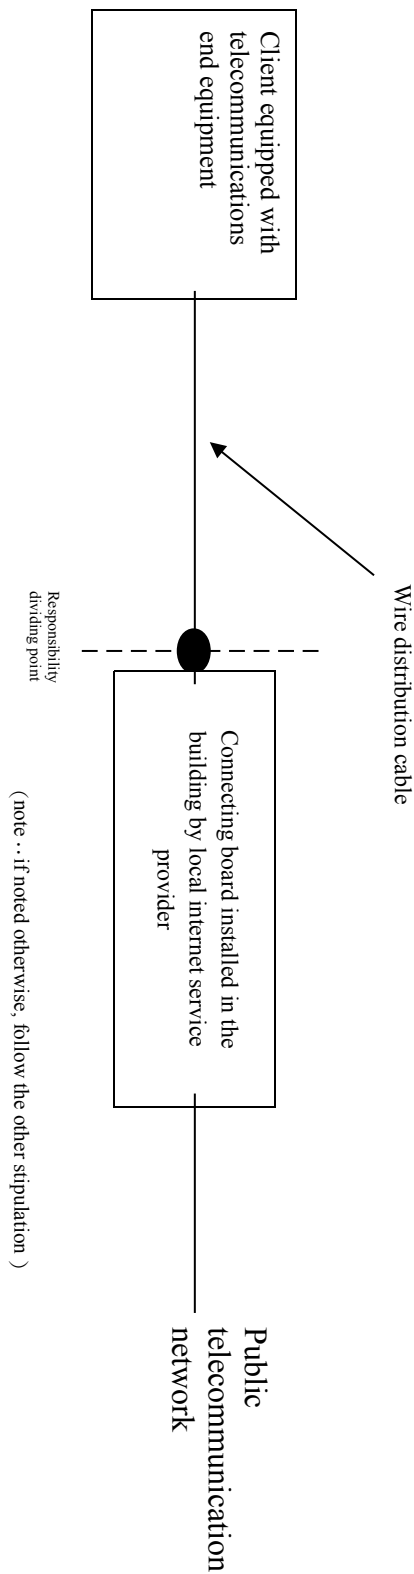 Client equipped with
telecommunications
end equipment
Wire distribution cable
Responsibility
dividing point
Connecting board installed in the
building by local internet service
provider
Public
telecommunication
network
（note：if noted otherwise, follow the other stipulation）